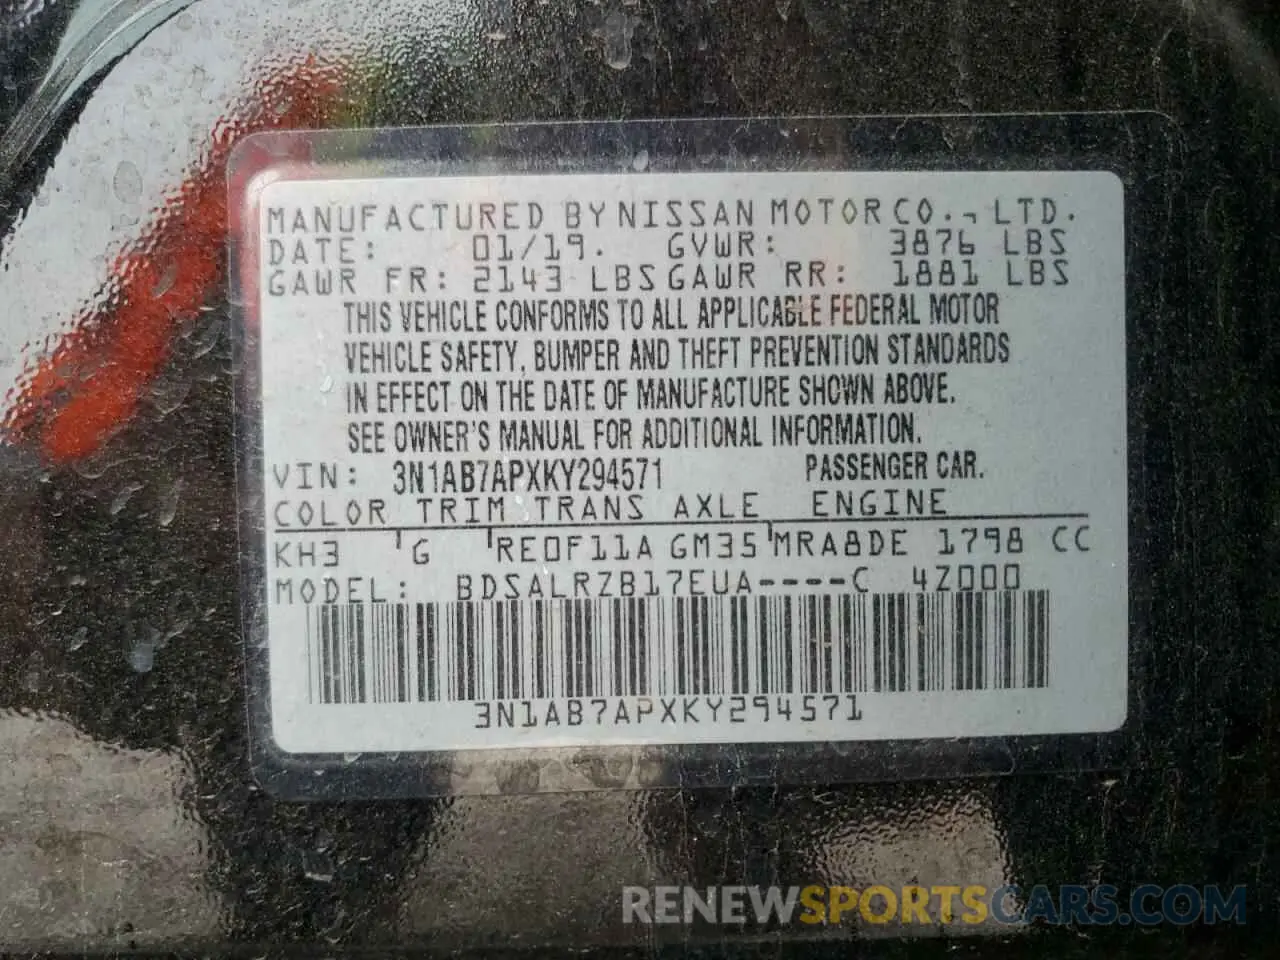 MANUFACTURED BY NISSAN MOTOR CO., LTD.
DATE: 01/19. GVWR: 3876 LBS
GAWR FR: 2143 LBS GAWR RR: 1881 LBS
THIS VEHICLE CONFORMS TO ALL APPLICABLE FEDERAL MOTOR
VEHICLE SAFETY, BUMPER AND THEFT PREVENTION STANDARDS
IN EFFECT ON THE DATE OF MANUFACTURE SHOWN ABOVE.
SEE OWNER'S MANUAL FOR ADDITIONAL INFORMATION.
VIN: 3N1AB7APXKY294571 PASSENGER CAR.
COLOR TRIM TRANS AXLE ENGINE
KH3 G RE0F11A GM35 MRA8DE 1798 CC
MODEL: BDSALRZB17EUA----C 4Z000
3N1AB7APXKY294571
RENEWSPORTSCARS.COM